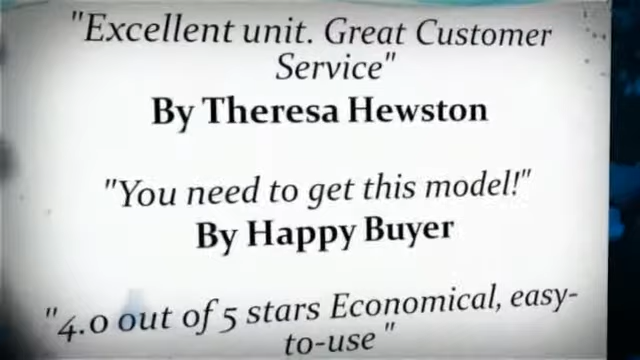 "Excellent unit. Great Customer
Service"
By Theresa Hewston
"You need to get this model!"
By Happy Buyer
"4.0 out of 5 stars Economical, easy-
to-use "